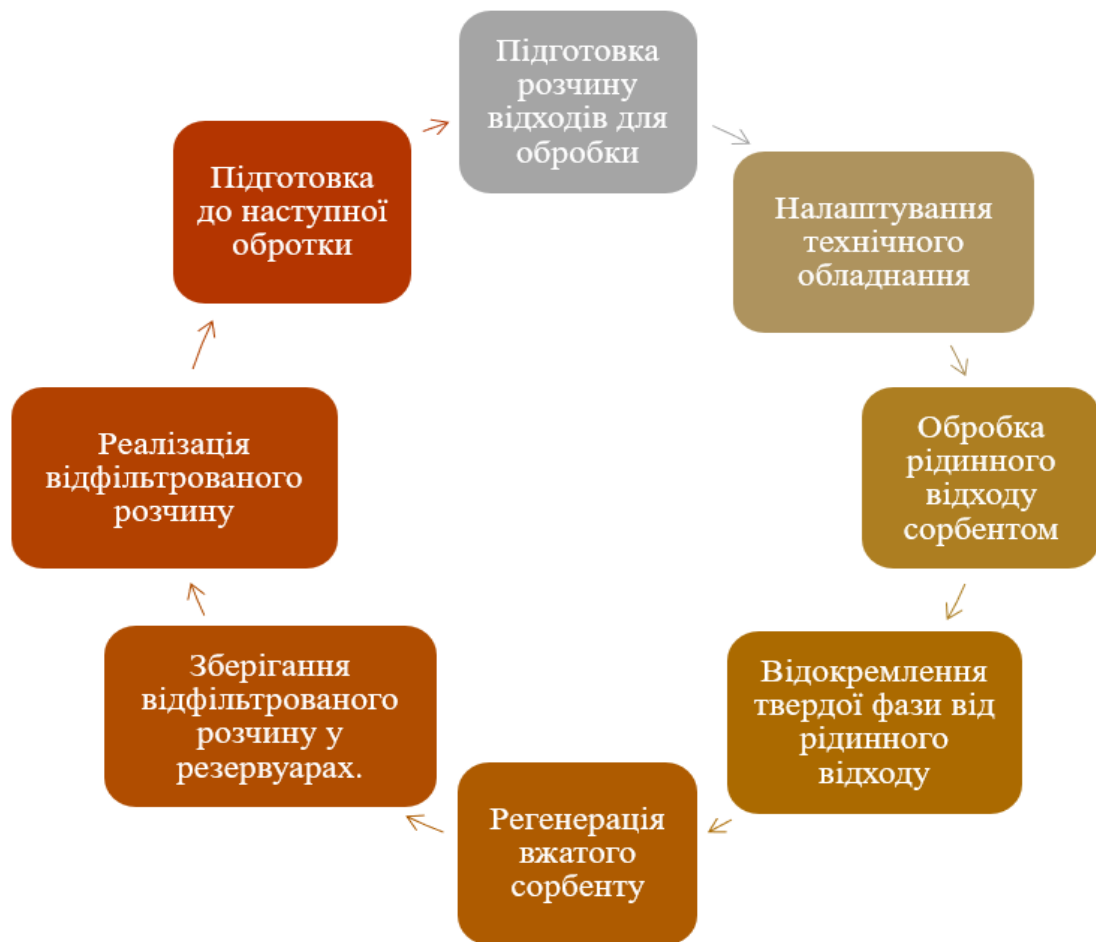 Підготовка
розчину
відходів для
обробки
Налаштування
технічного
обладнання
Обробка
рідинного
відходу
сорбентом
Відокремлення
твердої фази від
рідинного
відходу
Регенерація
вжатого
сорбенту
Зберігання
відфільтрованого
розчину у
резервуарах.
Реалізація
відфільтрованого
розчину
Підготовка
до наступної
обротки